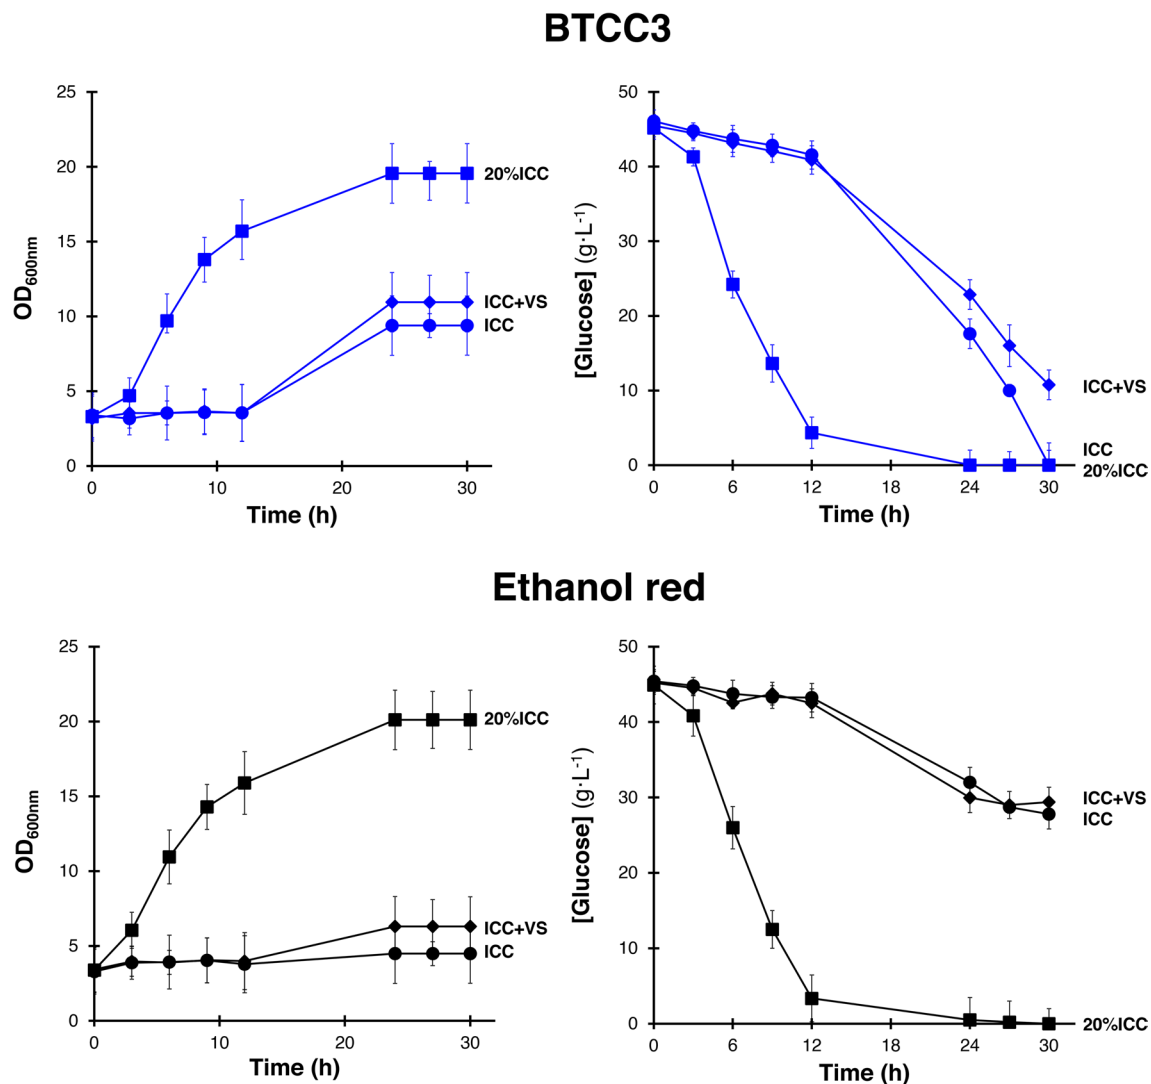 BTCC3
25
20
15
10
5
0
0
10
20
30
OD600nm
Time (h)
20%ICC
ICC+VS
ICC
50
40
30
20
10
0
0
6
12
18
24
30
[Glucose] (g·L-1)
Time (h)
ICC+VS
ICC
20%ICC
Ethanol red
25
20
15
10
5
0
0
10
20
30
OD600nm
Time (h)
20%ICC
ICC+VS
ICC
50
40
30
20
10
0
0
6
12
18
24
30
[Glucose] (g·L-1)
Time (h)
ICC+VS
ICC
20%ICC